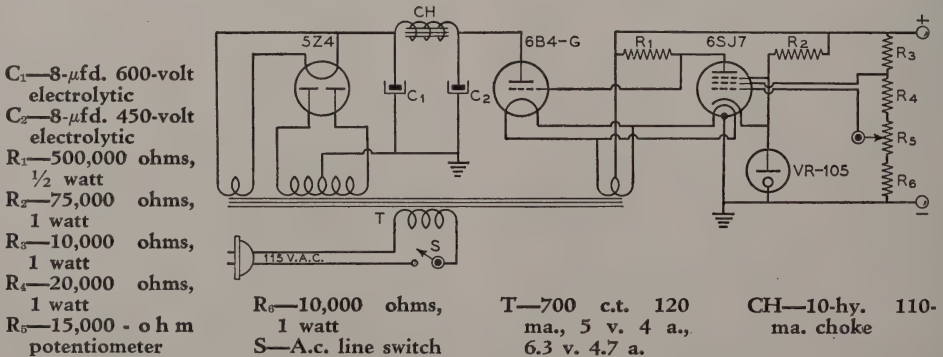 CH
5Z4
6B4-G
R₁
6SJ7
R₂
+
R₃
C₁
C₂
R₄
R₅
VR-105
R₆
−
T
115 V.A.C.
S
C₁—8-μfd. 600-volt
electrolytic
C₂—8-μfd. 450-volt
electrolytic
R₁—500,000 ohms,
½ watt
R₂—75,000 ohms,
1 watt
R₃—10,000 ohms,
1 watt
R₄—20,000 ohms,
1 watt
R₅—15,000 - o h m
potentiometer
R₆—10,000 ohms,
1 watt
S—A.c. line switch
T—700 c.t. 120
ma., 5 v. 4 a.,
6.3 v. 4.7 a.
CH—10-hy. 110-
ma. choke